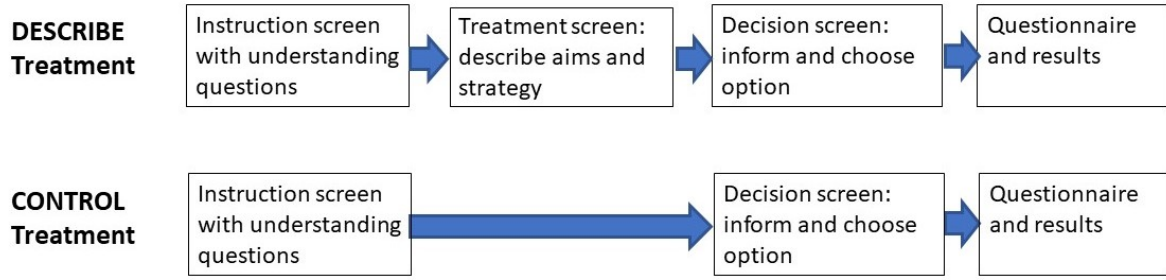 DESCRIBE
Treatment
Instruction screen
with understanding
questions
Treatment screen:
describe aims and
strategy
Decision screen:
inform and choose
option
Questionnaire
and results
CONTROL
Treatment
Instruction screen
with understanding
questions
Decision screen:
inform and choose
option
Questionnaire
and results